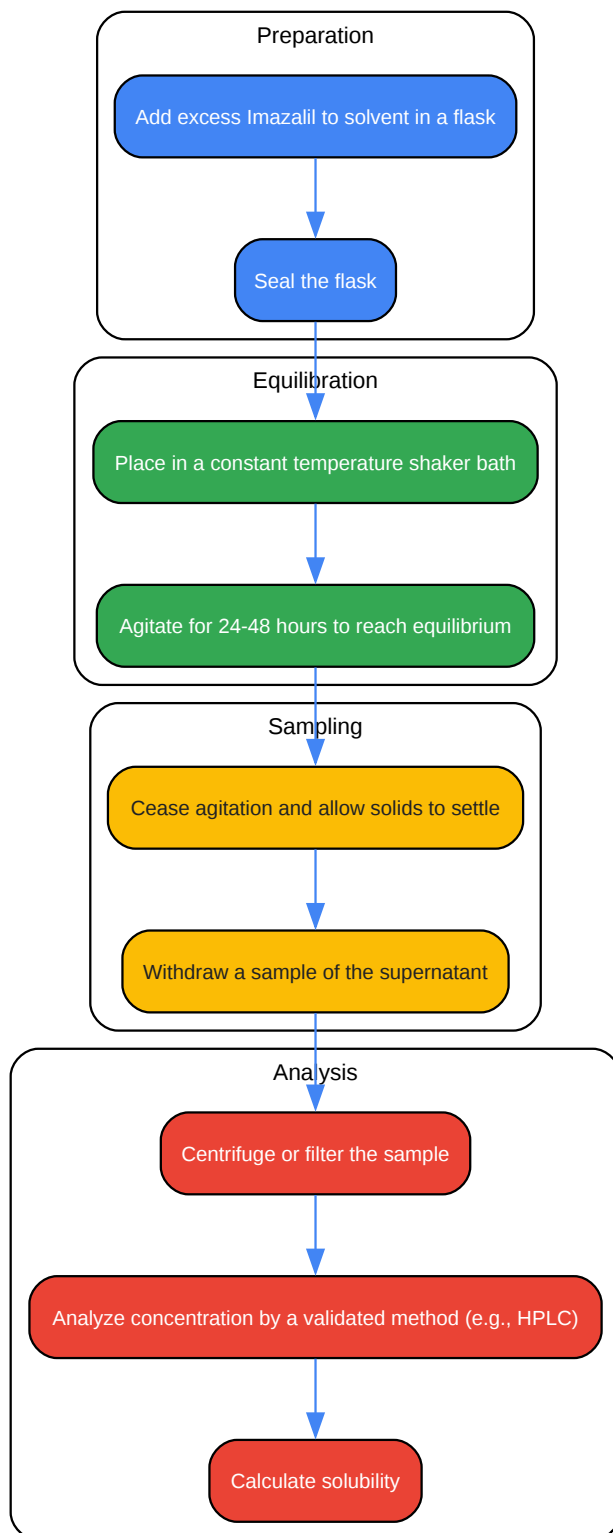 Preparation
Add excess Imazalil to solvent in a flask
Seal the flask
Equilibration
Place in a constant temperature shaker bath
Agitate for 24-48 hours to reach equilibrium
Sampling
Cease agitation and allow solids to settle
Withdraw a sample of the supernatant
Analysis
Centrifuge or filter the sample
Analyze concentration by a validated method (e.g., HPLC)
Calculate solubility